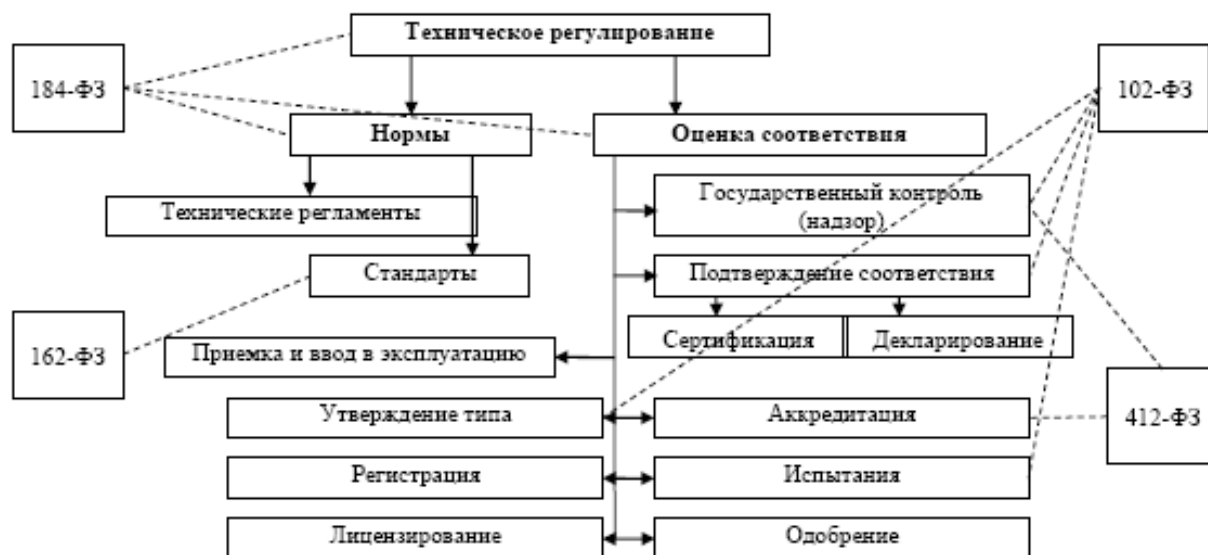 Техническое регулирование
184-ФЗ
102-ФЗ
Нормы
Оценка соответствия
Государственный контроль
(надзор)
Технические регламенты
Стандарты
Подтверждение соответствия
162-ФЗ
Сертификация
Декларирование
Приемка и ввод в эксплуатацию
Утверждение типа
Аккредитация
412-ФЗ
Регистрация
Испытания
Лицензирование
Одобрение